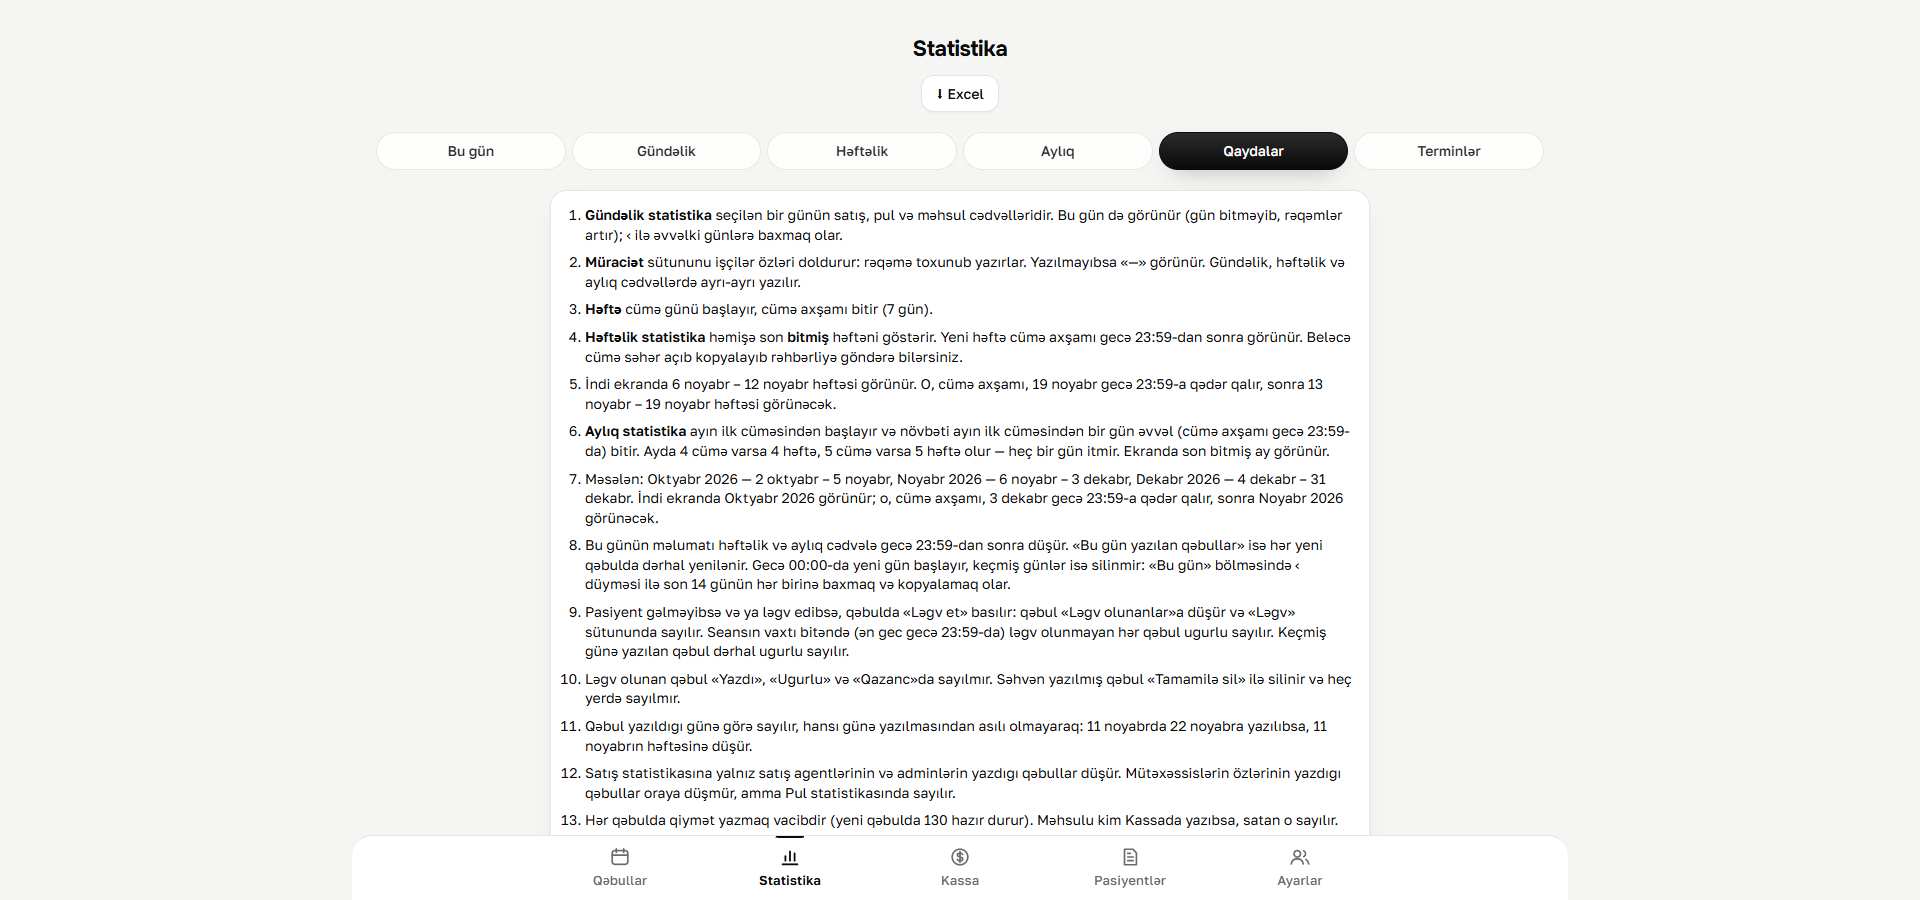 Statistika
⭳ Excel
Bu gün
Gündəlik
Həftəlik
Aylıq
Qaydalar
Terminlər
1. Gündəlik statistika seçilən bir günün satış, pul və məhsul cədvəlləridir. Bu gün də görünür (gün bitməyib, rəqəmlər
artır); ‹ ilə əvvəlki günlərə baxmaq olar.
2. Müraciət sütununu işçilər özləri doldurur: rəqəmə toxunub yazırlar. Yazılmayıbsa «—» görünür. Gündəlik, həftəlik və
aylıq cədvəllərdə ayrı-ayrı yazılır.
3. Həftə cümə günü başlayır, cümə axşamı bitir (7 gün).
4. Həftəlik statistika həmişə son bitmiş həftəni göstərir. Yeni həftə cümə axşamı gecə 23:59-dan sonra görünür. Beləcə
cümə səhər açıb kopyalayıb rəhbərliyə göndərə bilərsiniz.
5. İndi ekranda 6 noyabr – 12 noyabr həftəsi görünür. O, cümə axşamı, 19 noyabr gecə 23:59-a qədər qalır, sonra 13
noyabr – 19 noyabr həftəsi görünəcək.
6. Aylıq statistika ayın ilk cüməsindən başlayır və növbəti ayın ilk cüməsindən bir gün əvvəl (cümə axşamı gecə 23:59-
da) bitir. Ayda 4 cümə varsa 4 həftə, 5 cümə varsa 5 həftə olur — heç bir gün itmir. Ekranda son bitmiş ay görünür.
7. Məsələn: Oktyabr 2026 — 2 oktyabr – 5 noyabr, Noyabr 2026 — 6 noyabr – 3 dekabr, Dekabr 2026 — 4 dekabr – 31
dekabr. İndi ekranda Oktyabr 2026 görünür; o, cümə axşamı, 3 dekabr gecə 23:59-a qədər qalır, sonra Noyabr 2026
görünəcək.
8. Bu günün məlumatı həftəlik və aylıq cədvələ gecə 23:59-dan sonra düşür. «Bu gün yazılan qəbullar» isə hər yeni
qəbulda dərhal yenilənir. Gecə 00:00-da yeni gün başlayır, keçmiş günlər isə silinmir: «Bu gün» bölməsində ‹
düyməsi ilə son 14 günün hər birinə baxmaq və kopyalamaq olar.
9. Pasiyent gəlməyibsə və ya ləgv edibsə, qəbulda «Ləgv et» basılır: qəbul «Ləgv olunanlar»a düşür və «Ləgv»
sütununda sayılır. Seansın vaxtı bitəndə (ən gec gecə 23:59-da) ləgv olunmayan hər qəbul ugurlu sayılır. Keçmiş
günə yazılan qəbul dərhal ugurlu sayılır.
10. Ləgv olunan qəbul «Yazdı», «Ugurlu» və «Qazanc»da sayılmır. Səhvən yazılmış qəbul «Tamamilə sil» ilə silinir və heç
yerdə sayılmır.
11. Qəbul yazıldıgı günə görə sayılır, hansı günə yazılmasından asılı olmayaraq: 11 noyabrda 22 noyabra yazılıbsa, 11
noyabrın həftəsinə düşür.
12. Satış statistikasına yalnız satış agentlərinin və adminlərin yazdıgı qəbullar düşür. Mütəxəssislərin özlərinin yazdıgı
qəbullar oraya düşmür, amma Pul statistikasında sayılır.
13. Hər qəbulda qiymət yazmaq vacibdir (yeni qəbulda 130 hazır durur). Məhsulu kim Kassada yazıbsa, satan o sayılır.
Qəbullar
Statistika
Kassa
Pasiyentlər
Ayarlar